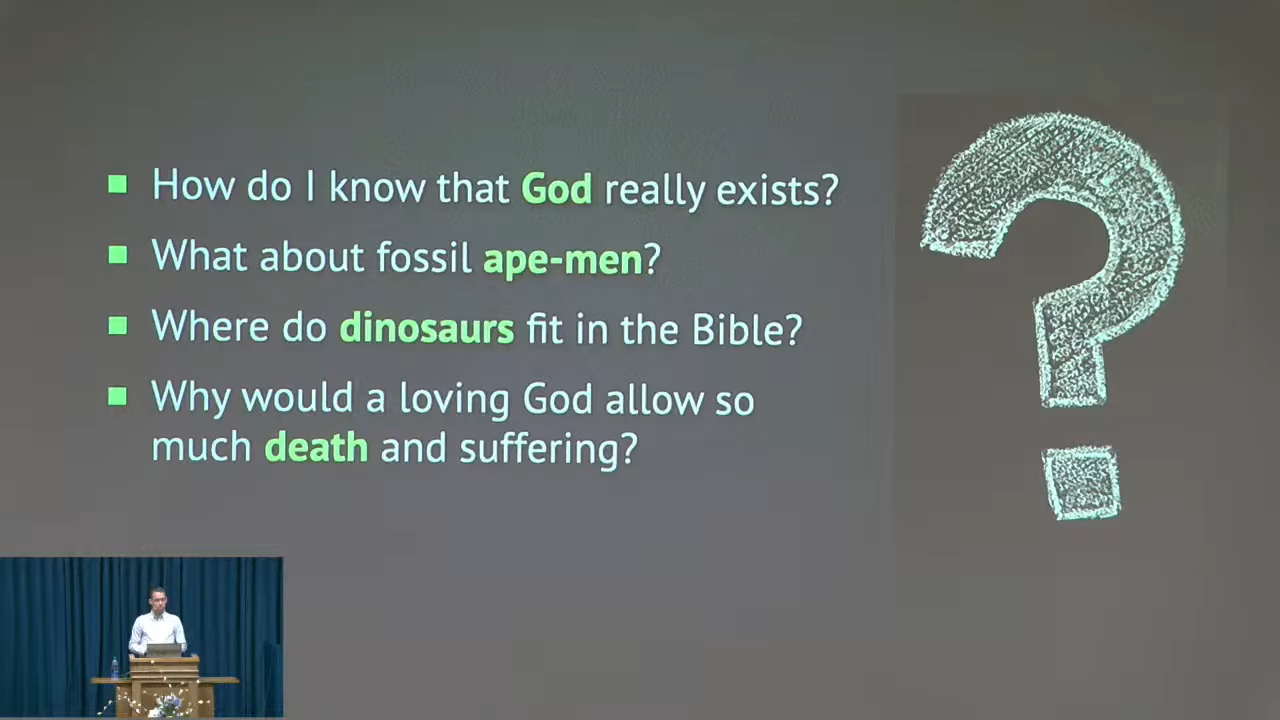 How do I know that God really exists?
What about fossil ape-men?
Where do dinosaurs fit in the Bible?
Why would a loving God allow so
much death and suffering?